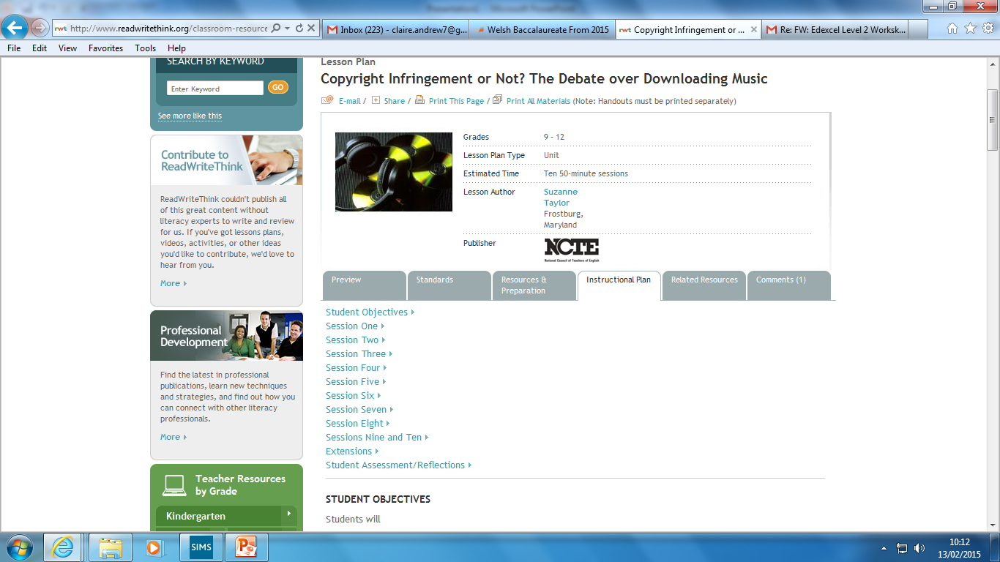 Presentation1 - Microsoft PowerPoint
rwt http://www.readwritethink.org/classroom-resource
Inbox (223) - claire.andrew7@g...
Welsh Baccalaureate From 2015
rwt Copyright Infringement or ...
Re: FW: Edexcel Level 2 Worksk...
File Edit View Favorites Tools Help
SEARCH BY KEYWORD
Enter Keyword GO
See more like this
Contribute to
ReadWriteThink
ReadWriteThink couldn't publish all
of this great content without
literacy experts to write and review
for us. If you've got lessons plans,
videos, activities, or other ideas
you'd like to contribute, we'd love to
hear from you.
More
Professional
Development
Find the latest in professional
publications, learn new techniques
and strategies, and find out how you
can connect with other literacy
professionals.
More
Teacher Resources
by Grade
Kindergarten
Lesson Plan
Copyright Infringement or Not? The Debate over Downloading Music
E-mail / Share / Print This Page / Print All Materials (Note: Handouts must be printed separately)
Grades 9 - 12
Lesson Plan Type Unit
Estimated Time Ten 50-minute sessions
Lesson Author Suzanne
Taylor
Frostburg,
Maryland
Publisher NCTE
National Council of Teachers of English
Preview
Standards
Resources &
Preparation
Instructional Plan
Related Resources
Comments (1)
Student Objectives
Session One
Session Two
Session Three
Session Four
Session Five
Session Six
Session Seven
Session Eight
Sessions Nine and Ten
Extensions
Student Assessment/Reflections
STUDENT OBJECTIVES
Students will
SIMS
10:12
13/02/2015